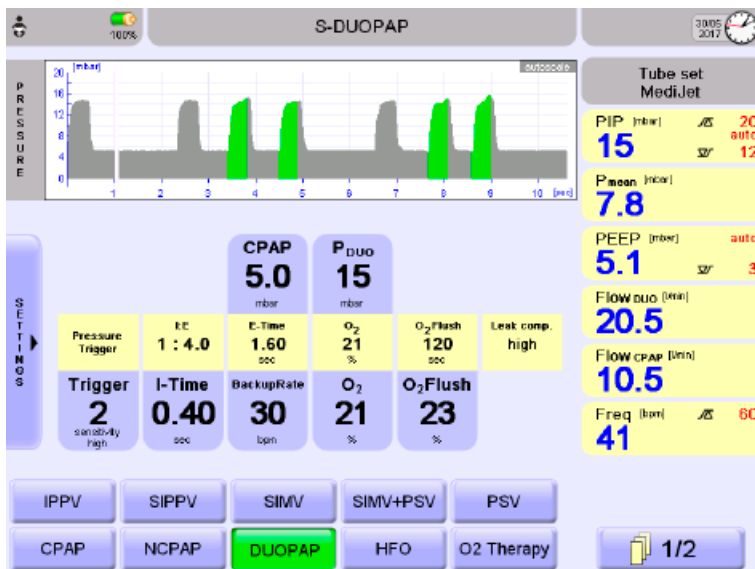 100%
S-DUOPAP
30/05
2017
PRESSURE
[mbar]
autoscale
20
16
12
8
4
0
1 2 3 4 5 6 7 8 9 10 [sec]
Tube set
MediJet
PIP [mbar] 20
auto
15 12
Pmean [mbar]
7.8
PEEP [mbar] auto
5.1 3
Flow DUO [l/min]
20.5
Flow CPAP [l/min]
10.5
Freq [bpm] 60
41
SETTINGS
CPAP PDUO
5.0 15
mbar mbar
Pressure Trigger
I:E E-Time O2 O2Flush Leak comp.
1 : 4.0 1.60 21 120 high
sec % sec
Trigger I-Time BackupRate O2 O2Flush
2 0.40 30 21 23
sensitivity high sec bpm % %
IPPV SIPPV SIMV SIMV+PSV PSV
CPAP NCPAP DUOPAP HFO O2 Therapy
1/2